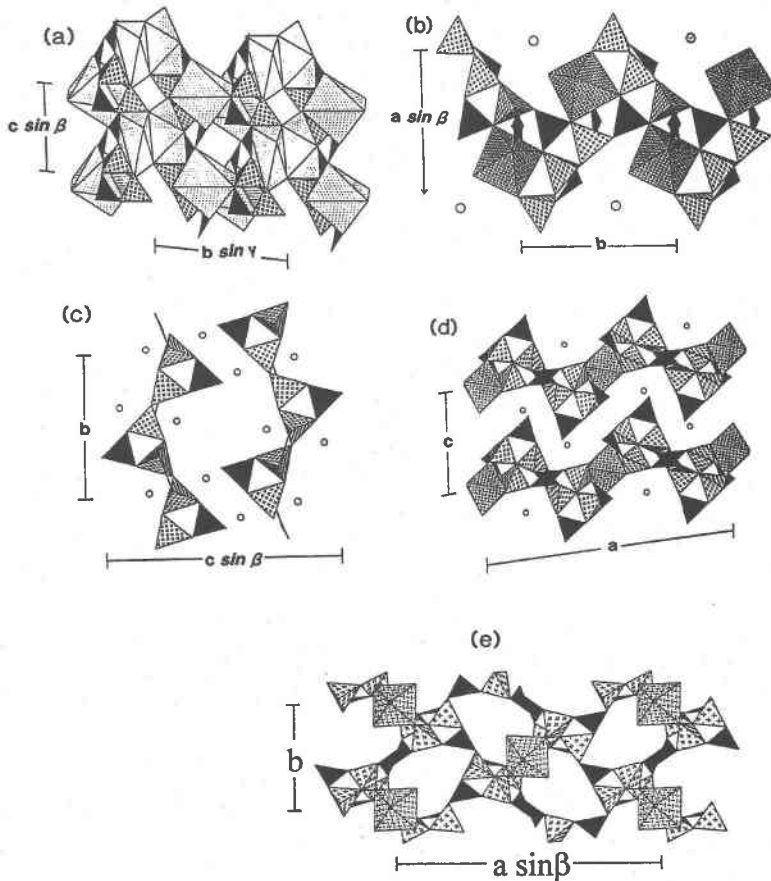 (a)
c sin β
b sin γ
(b)
a sin β
b
(c)
b
c sin β
(d)
c
a
(e)
b
a sinβ